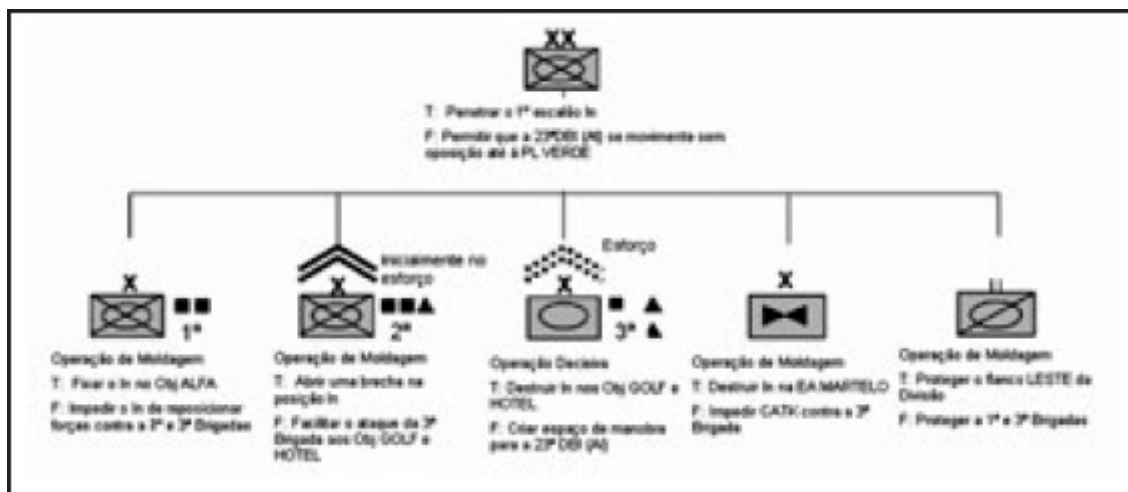 XX
T: Penetrar o 1º escalão In
F: Permitir que a 23ªDBI (AI) se movimente sem
oposição até à PL VERDE
X
1ª
Operação de Moldagem
T: Fixar o In no Obj ALFA
F: Impedir o In de reposicionar
forças contra a e 3ª Brigadas
Inicialmente no
esforço
X
2ª
Operação de Moldagem
T: Abrir uma brecha na
posição In
F: Facilitar o ataque da 3ª
Brigada aos Obj GOLF e
HOTEL
Esforço
X
3ª
Operação Decisiva
T: Destruir In nos Obj GOLF e
HOTEL
F: Criar espaço de manobra
para a 23ª DBI (AI)
X
Operação de Moldagem
T: Destruir In na EA MARTELO
F: Impedir CATK contra a 3ª
Brigada
II
Operação de Moldagem
T: Proteger o flanco LESTE da
Divisão
F: Proteger a 1ª e 3ª Brigadas